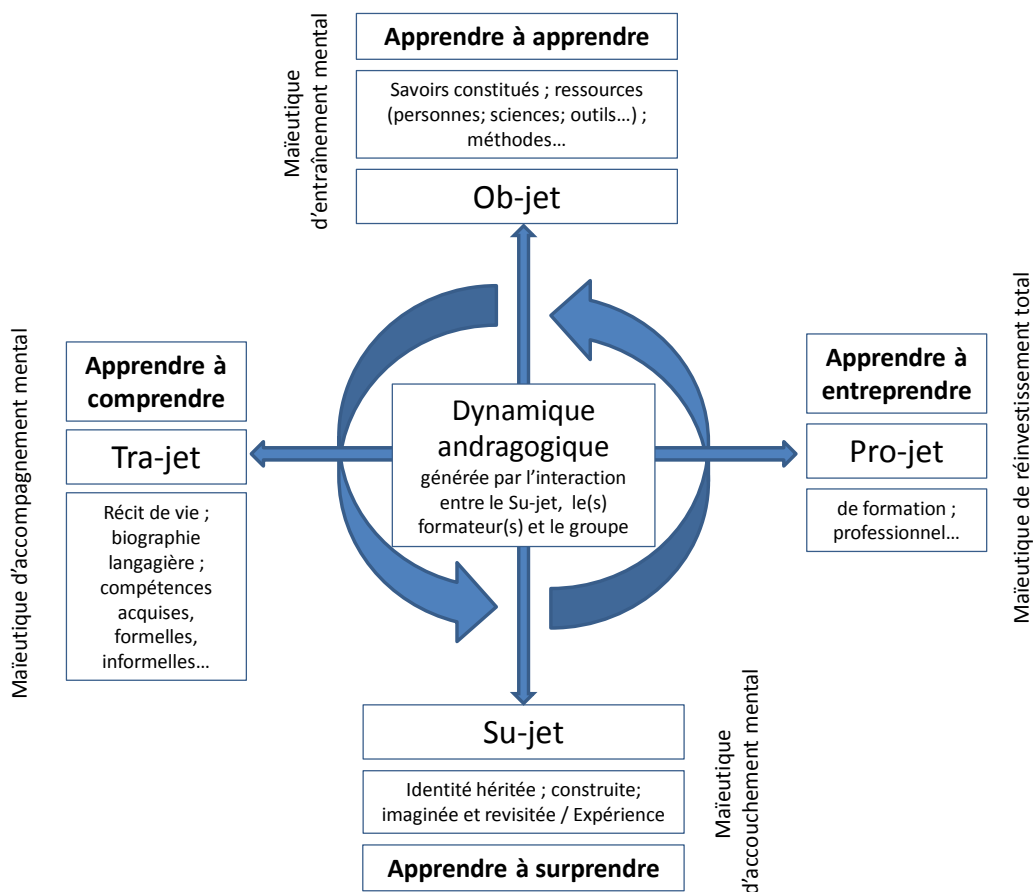 Apprendre à apprendre
Maïeutique
d'entraînement mental
Savoirs constitués ; ressources
(personnes; sciences; outils…) ;
méthodes…
Ob-jet
Maïeutique d'accompagnement mental
Apprendre à
comprendre
Tra-jet
Récit de vie ;
biographie
langagière ;
compétences
acquises,
formelles,
informelles…
Dynamique
andragogique
générée par l'interaction
entre le Su-jet, le(s)
formateur(s) et le groupe
Apprendre à
entreprendre
Pro-jet
de formation ;
professionnel…
Maïeutique de réinvestissement total
Su-jet
Identité héritée ; construite;
imaginée et revisitée / Expérience
Apprendre à surprendre
Maïeutique
d'accouchement mental